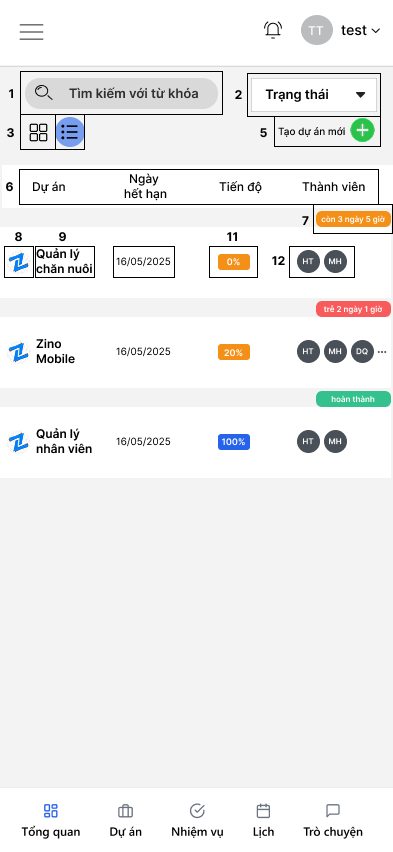 TT test
1 Tìm kiếm với từ khóa 2 Trạng thái
3 5 Tạo dự án mới
6 Dự án Ngày hết hạn Tiến độ Thành viên
7 còn 3 ngày 5 giờ
8 9 11
Quản lý
chăn nuôi 16/05/2025 0% 12 HT MH
trễ 2 ngày 1 giờ
Zino
Mobile 16/05/2025 20% HT MH DQ ...
hoàn thành
Quản lý
nhân viên 16/05/2025 100% HT MH
Tổng quan Dự án Nhiệm vụ Lịch Trò chuyện